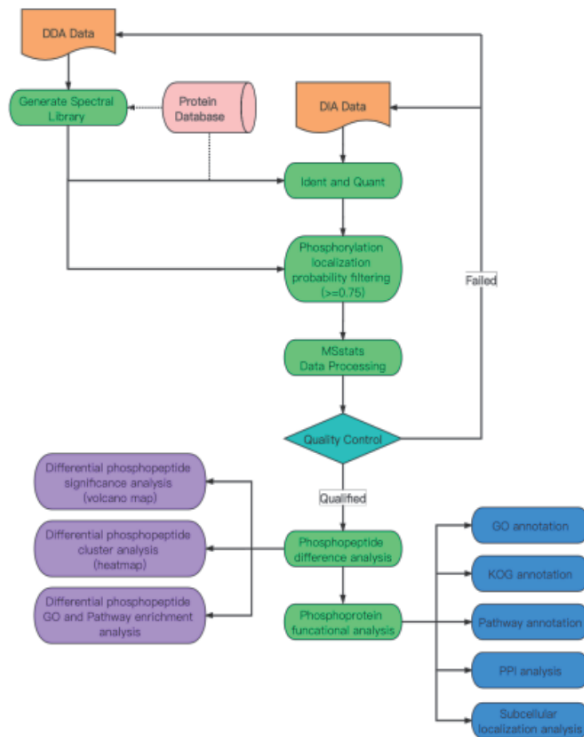 DDA Data
Generate Spectral
Library
Protein
Database
DIA Data
Ident and Quant
Phosphorylation
localization
probability filtering
(>=0.75)
Failed
MSstats
Data Processing
Quality Control
Qualified
Differential phosphopeptide
significance analysis
(volcano map)
Differential phosphopeptide
cluster analysis
(heatmap)
Differential phosphopeptide
GO and Pathway enrichment
analysis
Phosphopeptide
difference analysis
Phosphoprotein
funcational analysis
GO annotation
KOG annotation
Pathway annotation
PPI analysis
Subcellular
localization analysis